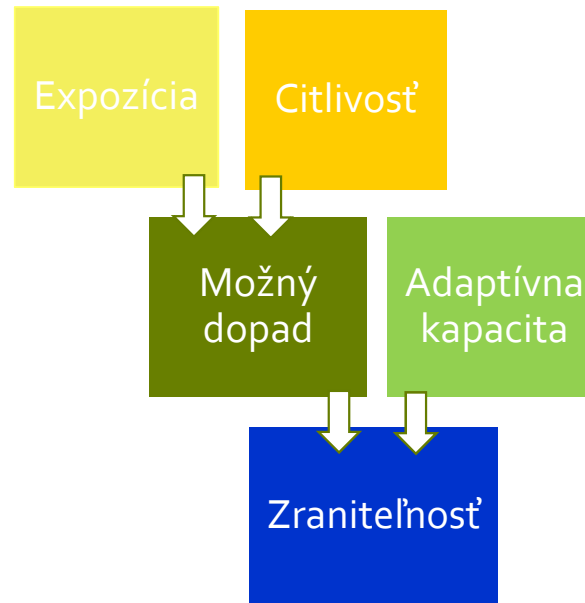 Expozícia
Citlivosť
Možný
dopad
Adaptívna
kapacita
Zraniteľnosť